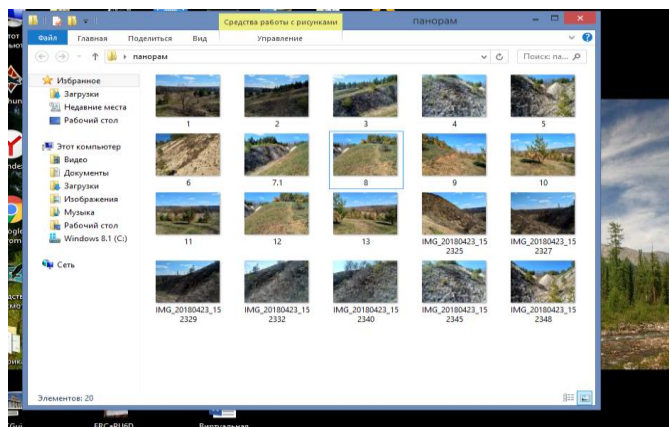 Средства работы с рисунками
панорам
Файл Главная Поделиться Вид Управление
панорам
Поиск: па...
Избранное
Загрузки
Недавние места
Рабочий стол
Этот компьютер
Видео
Документы
Загрузки
Изображения
Музыка
Рабочий стол
Windows 8.1 (C:)
Сеть
1 2 3 4 5
6 7.1 8 9 10
11 12 13 IMG_20180423_15 IMG_20180423_15
2325 2327
IMG_20180423_15 IMG_20180423_15 IMG_20180423_15 IMG_20180423_15 IMG_20180423_15
2329 2332 2340 2345 2348
Элементов: 20
Виртуальная